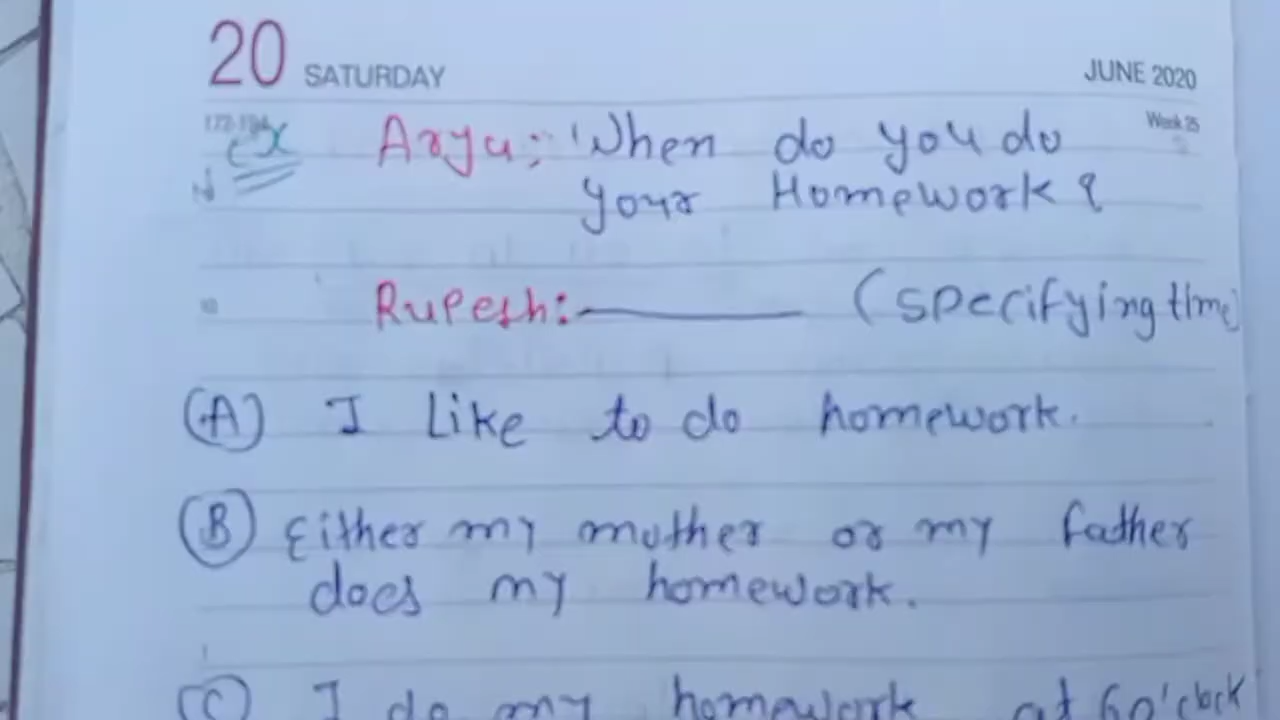 20 SATURDAY JUNE 2020
Week 25
ex Arya: 'When do you do
your Homework?
Rupesh: (specifying time)
(A) I Like to do homework.
(B) Either my mother or my father
does my homework.
(C) I do my homework at 6 o'clock